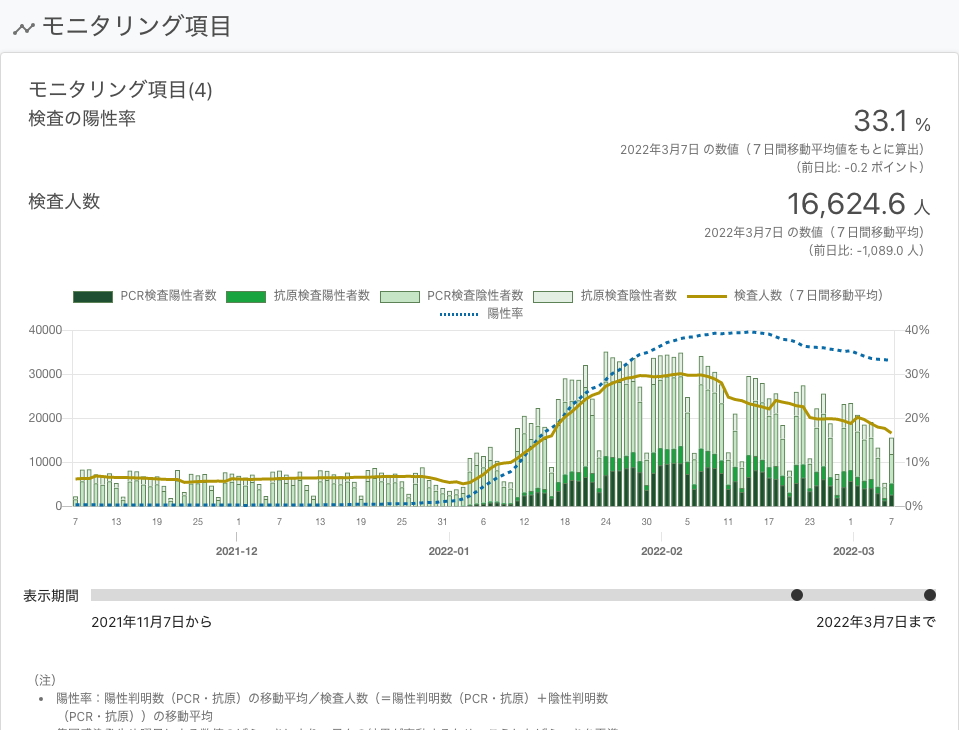 モニタリング項目
モニタリング項目(4)
検査の陽性率
33.1 %
2022年3月7日 の数値（７日間移動平均値をもとに算出）
（前日比: -0.2 ポイント）
検査人数
16,624.6 人
2022年3月7日 の数値（７日間移動平均）
（前日比: -1,089.0 人）
PCR検査陽性者数 抗原検査陽性者数 PCR検査陰性者数 抗原検査陰性者数 検査人数（７日間移動平均）
陽性率
40000 40%
30000 30%
20000 20%
10000 10%
0 0%
7 13 19 25 1 7 13 19 25 31 6 12 18 24 30 5 11 17 23 1 7
2021-12 2022-01 2022-02 2022-03
表示期間
2021年11月7日から 2022年3月7日まで
（注）
• 陽性率：陽性判明数（PCR・抗原）の移動平均／検査人数（＝陽性判明数（PCR・抗原）＋陰性判明数
（PCR・抗原））の移動平均